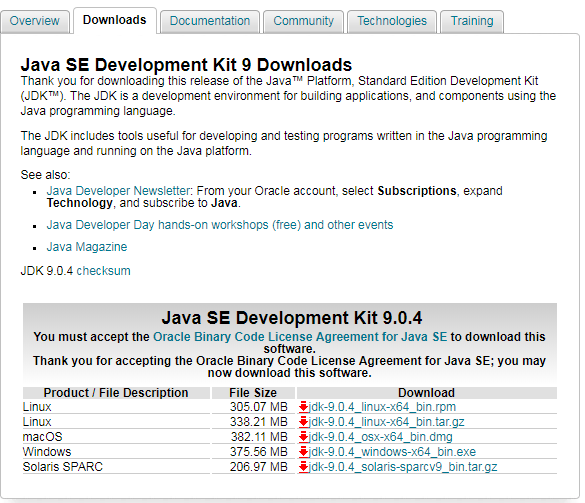 Overview Downloads Documentation Community Technologies Training
Java SE Development Kit 9 Downloads
Thank you for downloading this release of the Java™ Platform, Standard Edition Development Kit
(JDK™). The JDK is a development environment for building applications, and components using the
Java programming language.
The JDK includes tools useful for developing and testing programs written in the Java programming
language and running on the Java platform.
See also:
Java Developer Newsletter: From your Oracle account, select Subscriptions, expand
Technology, and subscribe to Java.
Java Developer Day hands-on workshops (free) and other events
Java Magazine
JDK 9.0.4 checksum
Java SE Development Kit 9.0.4
You must accept the Oracle Binary Code License Agreement for Java SE to download this
software.
Thank you for accepting the Oracle Binary Code License Agreement for Java SE; you may
now download this software.
Product / File Description File Size Download
Linux 305.07 MB jdk-9.0.4_linux-x64_bin.rpm
Linux 338.21 MB jdk-9.0.4_linux-x64_bin.tar.gz
macOS 382.11 MB jdk-9.0.4_osx-x64_bin.dmg
Windows 375.56 MB jdk-9.0.4_windows-x64_bin.exe
Solaris SPARC 206.97 MB jdk-9.0.4_solaris-sparcv9_bin.tar.gz